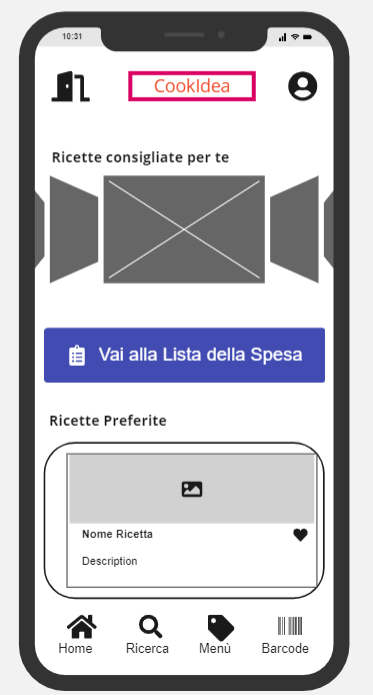 10:31
CookIdea
Ricette consigliate per te
Vai alla Lista della Spesa
Ricette Preferite
Nome Ricetta
Description
Home Ricerca Menù Barcode